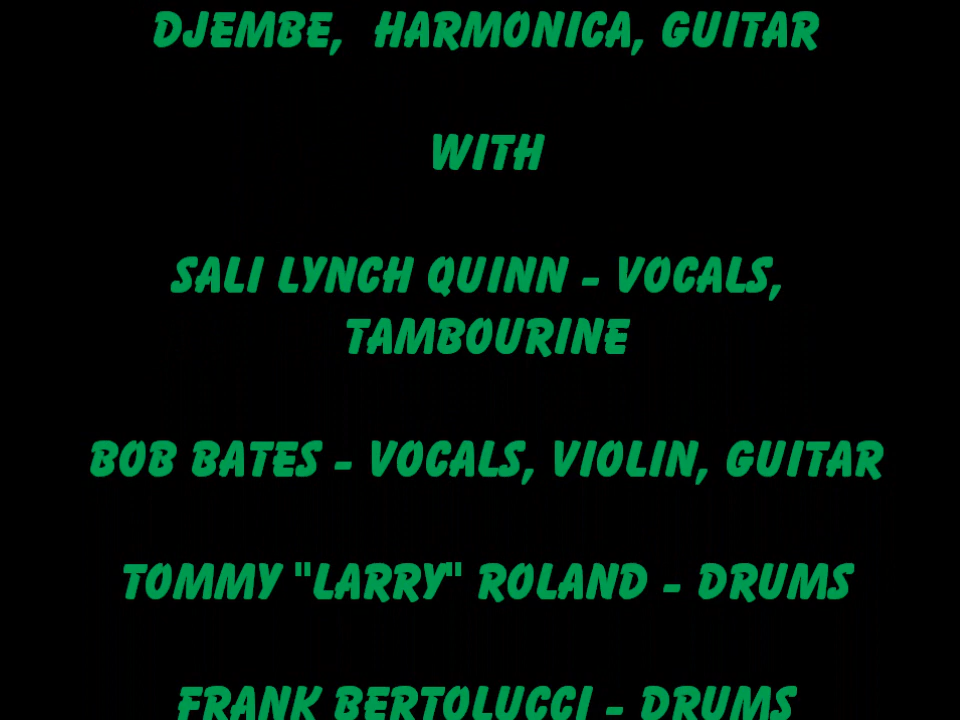 DJEMBE, HARMONICA, GUITAR
WITH
SALI LYNCH QUINN - VOCALS,
TAMBOURINE
BOB BATES - VOCALS, VIOLIN, GUITAR
TOMMY "LARRY" ROLAND - DRUMS
FRANK BERTOLUCCI - DRUMS